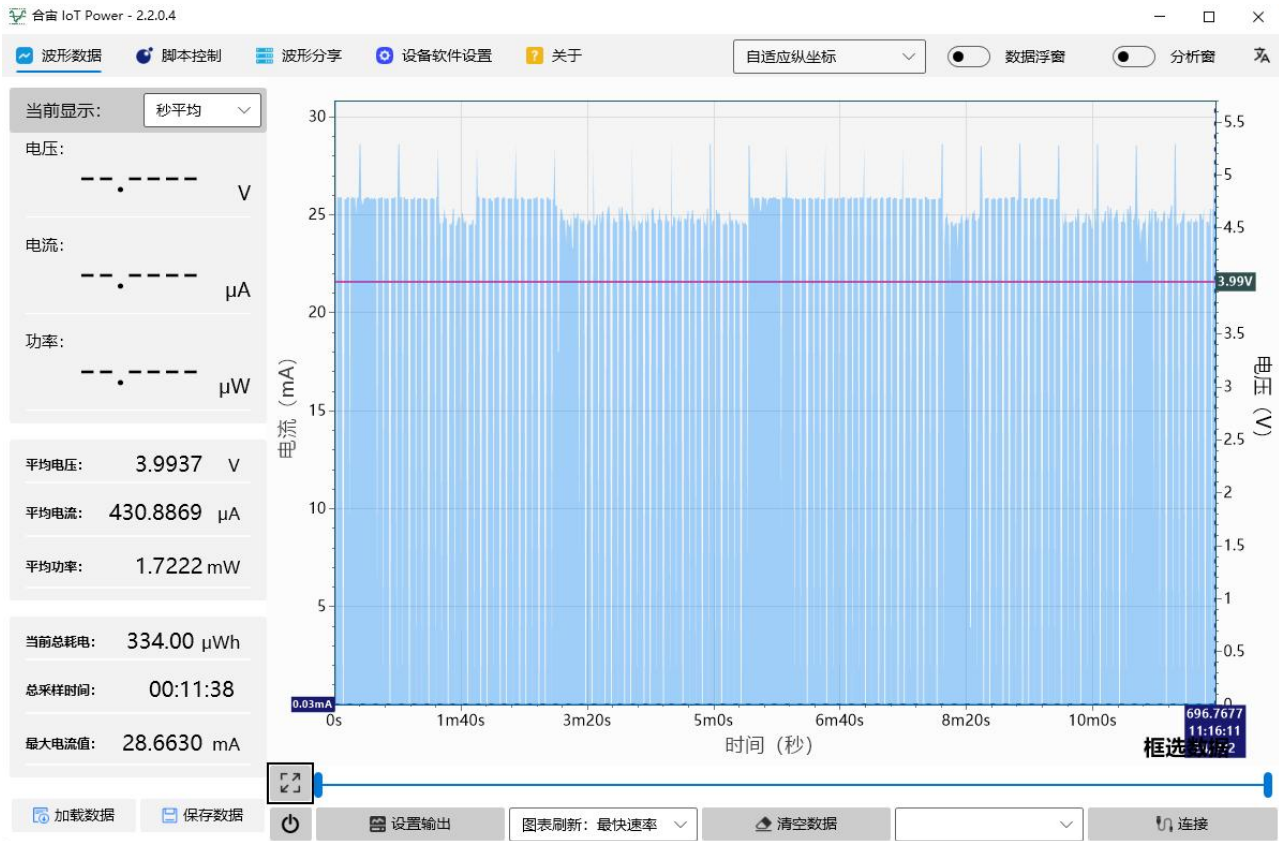 合宙 IoT Power - 2.2.0.4
波形数据 脚本控制 波形分享 设备软件设置 ? 关于 自适应纵坐标 数据浮窗 分析窗
当前显示: 秒平均
电压:
--.---- V
电流:
--.---- μA
功率:
--.---- μW
平均电压: 3.9937 V
平均电流: 430.8869 μA
平均功率: 1.7222 mW
当前总耗电: 334.00 μWh
总采样时间: 00:11:38
最大电流值: 28.6630 mA
加载数据 保存数据
电流 (mA)
30
25
20
15
10
5
0.03mA
5.5
5
4.5
3.99V
3.5
3
2.5
2
1.5
1
0.5
0
电压 (V)
0s 1m40s 3m20s 5m0s 6m40s 8m20s 10m0s
696.7677
11:16:11
时间 (秒)
框选数据
设置输出 图表刷新: 最快速率 清空数据 连接